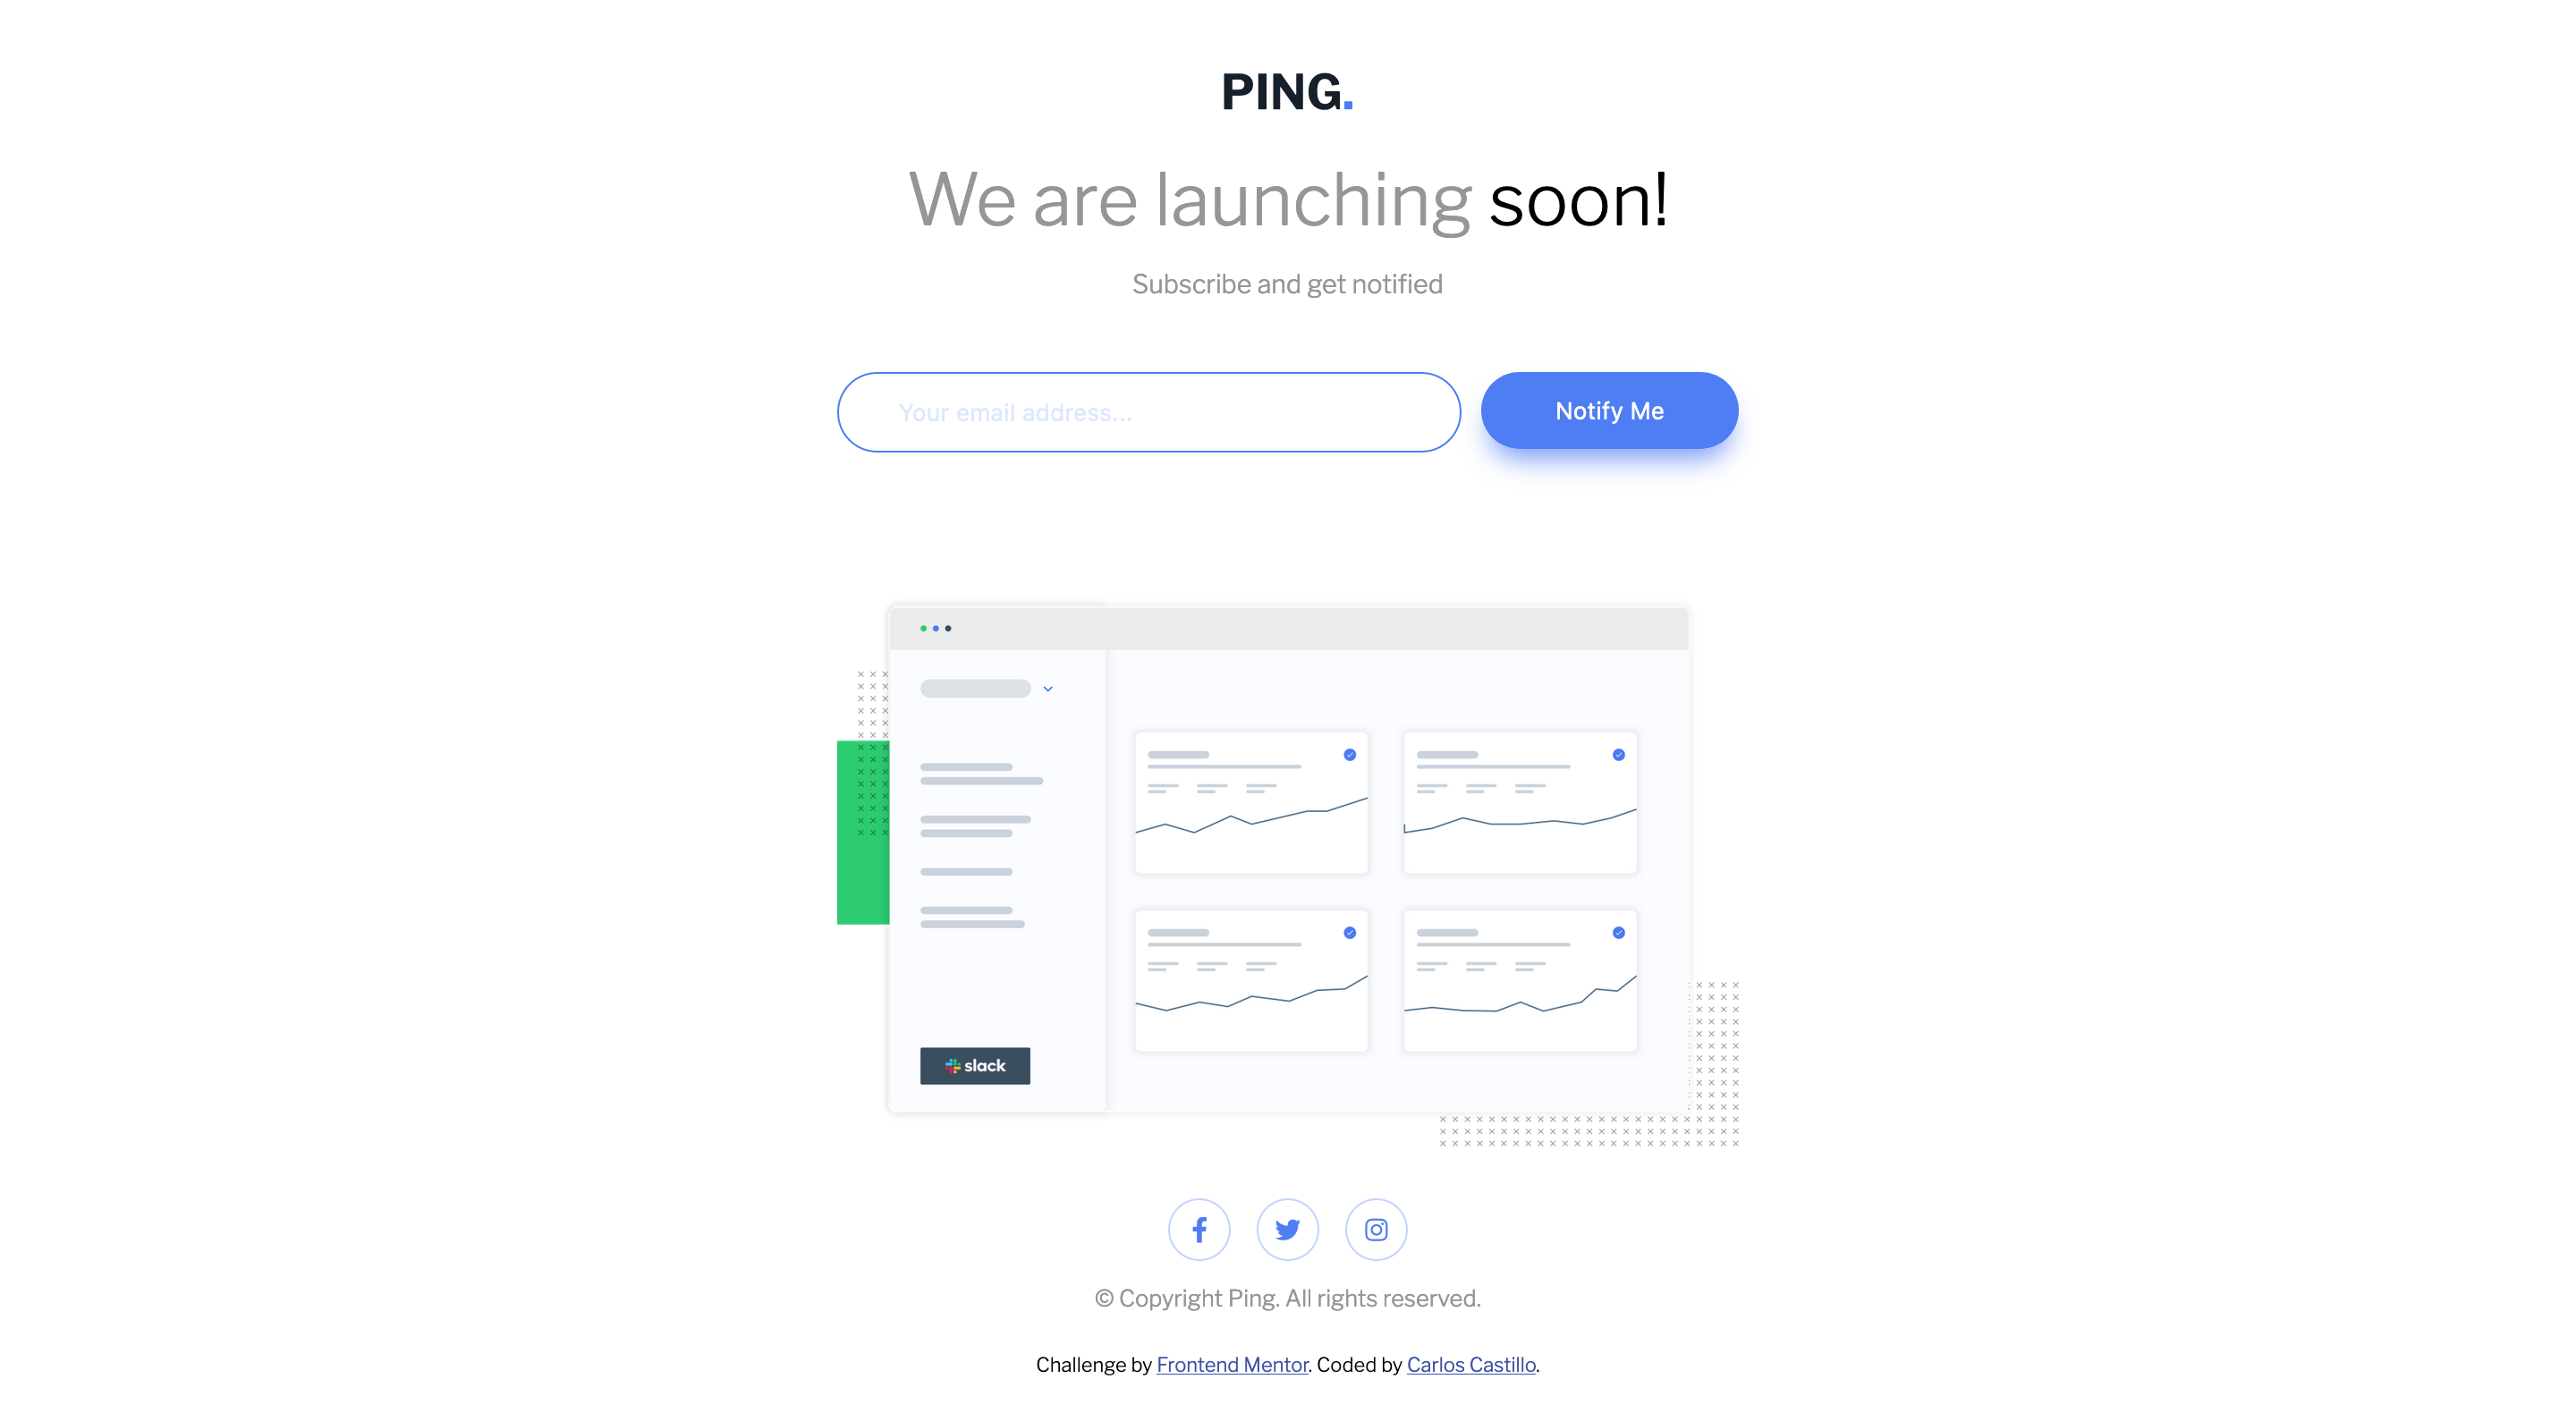 PING.
We are launching soon!
Subscribe and get notified
Your email address...
Notify Me
slack
© Copyright Ping. All rights reserved.
Challenge by Frontend Mentor. Coded by Carlos Castillo.